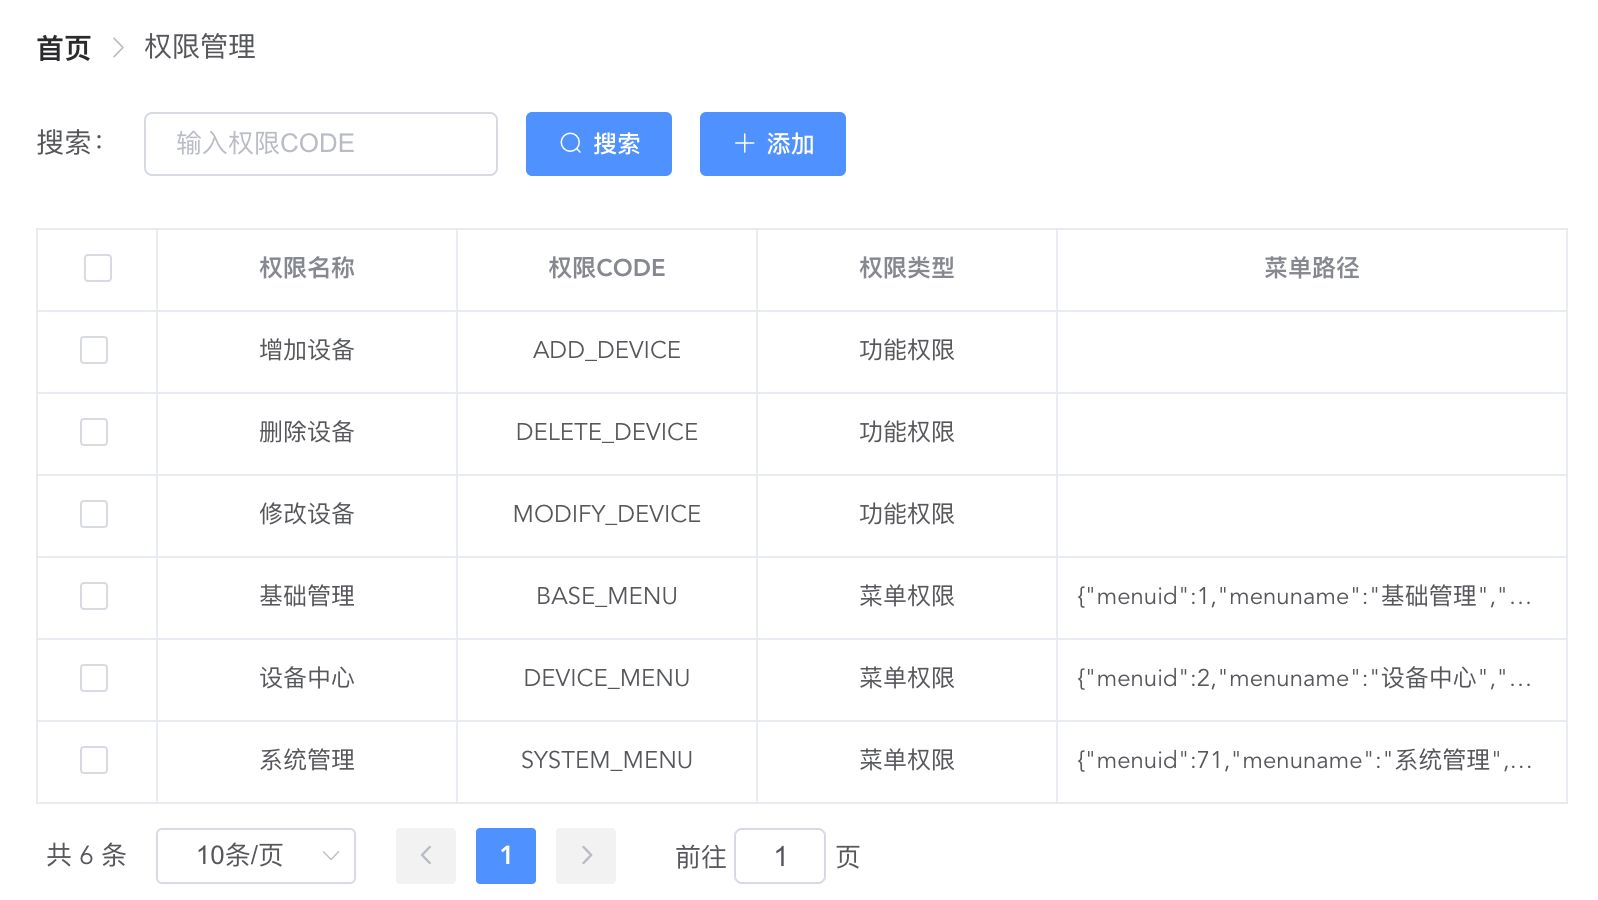 首页 > 权限管理
搜索： 输入权限CODE 搜索 添加
权限名称 权限CODE 权限类型 菜单路径
增加设备 ADD_DEVICE 功能权限
删除设备 DELETE_DEVICE 功能权限
修改设备 MODIFY_DEVICE 功能权限
基础管理 BASE_MENU 菜单权限 {"menuid":1,"menuname":"基础管理","...
设备中心 DEVICE_MENU 菜单权限 {"menuid":2,"menuname":"设备中心","...
系统管理 SYSTEM_MENU 菜单权限 {"menuid":71,"menuname":"系统管理",...
共 6 条 10条/页 1 前往 1 页